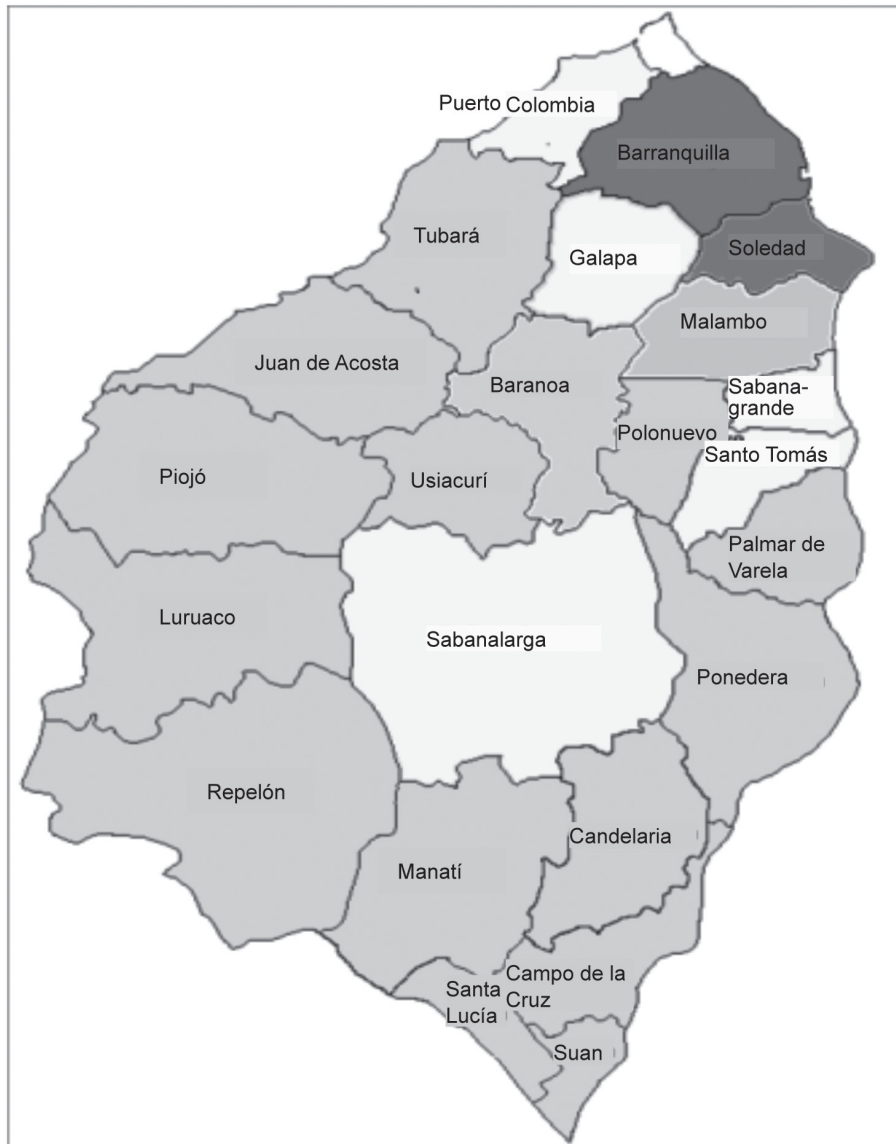 Puerto Colombia
Barranquilla
Tubará
Galapa
Soledad
Malambo
Juan de Acosta
Baranoa
Sabana-
grande
Polonuevo
Santo Tomás
Piojó
Usiacurí
Palmar de
Varela
Luruaco
Sabanalarga
Ponedera
Repelón
Candelaria
Manatí
Campo de la
Cruz
Santa
Lucía
Suan